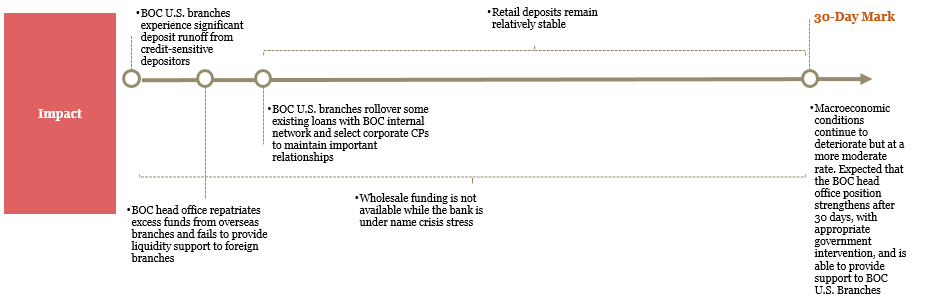 Impact
•BOC U.S. branches
experience significant
deposit runoff from
credit-sensitive
depositors
•Retail deposits remain
relatively stable
30-Day Mark
•BOC U.S. branches rollover some
existing loans with BOC internal
network and select corporate CPs
to maintain important
relationships
•Macroeconomic
conditions
continue to
deteriorate but at a
more moderate
rate. Expected that
the BOC head
office position
strengthens after
30 days, with
appropriate
government
intervention, and is
able to provide
support to BOC
U.S. Branches
•BOC head office repatriates
excess funds from overseas
branches and fails to provide
liquidity support to foreign
branches
•Wholesale funding is not
available while the bank is
under name crisis stress